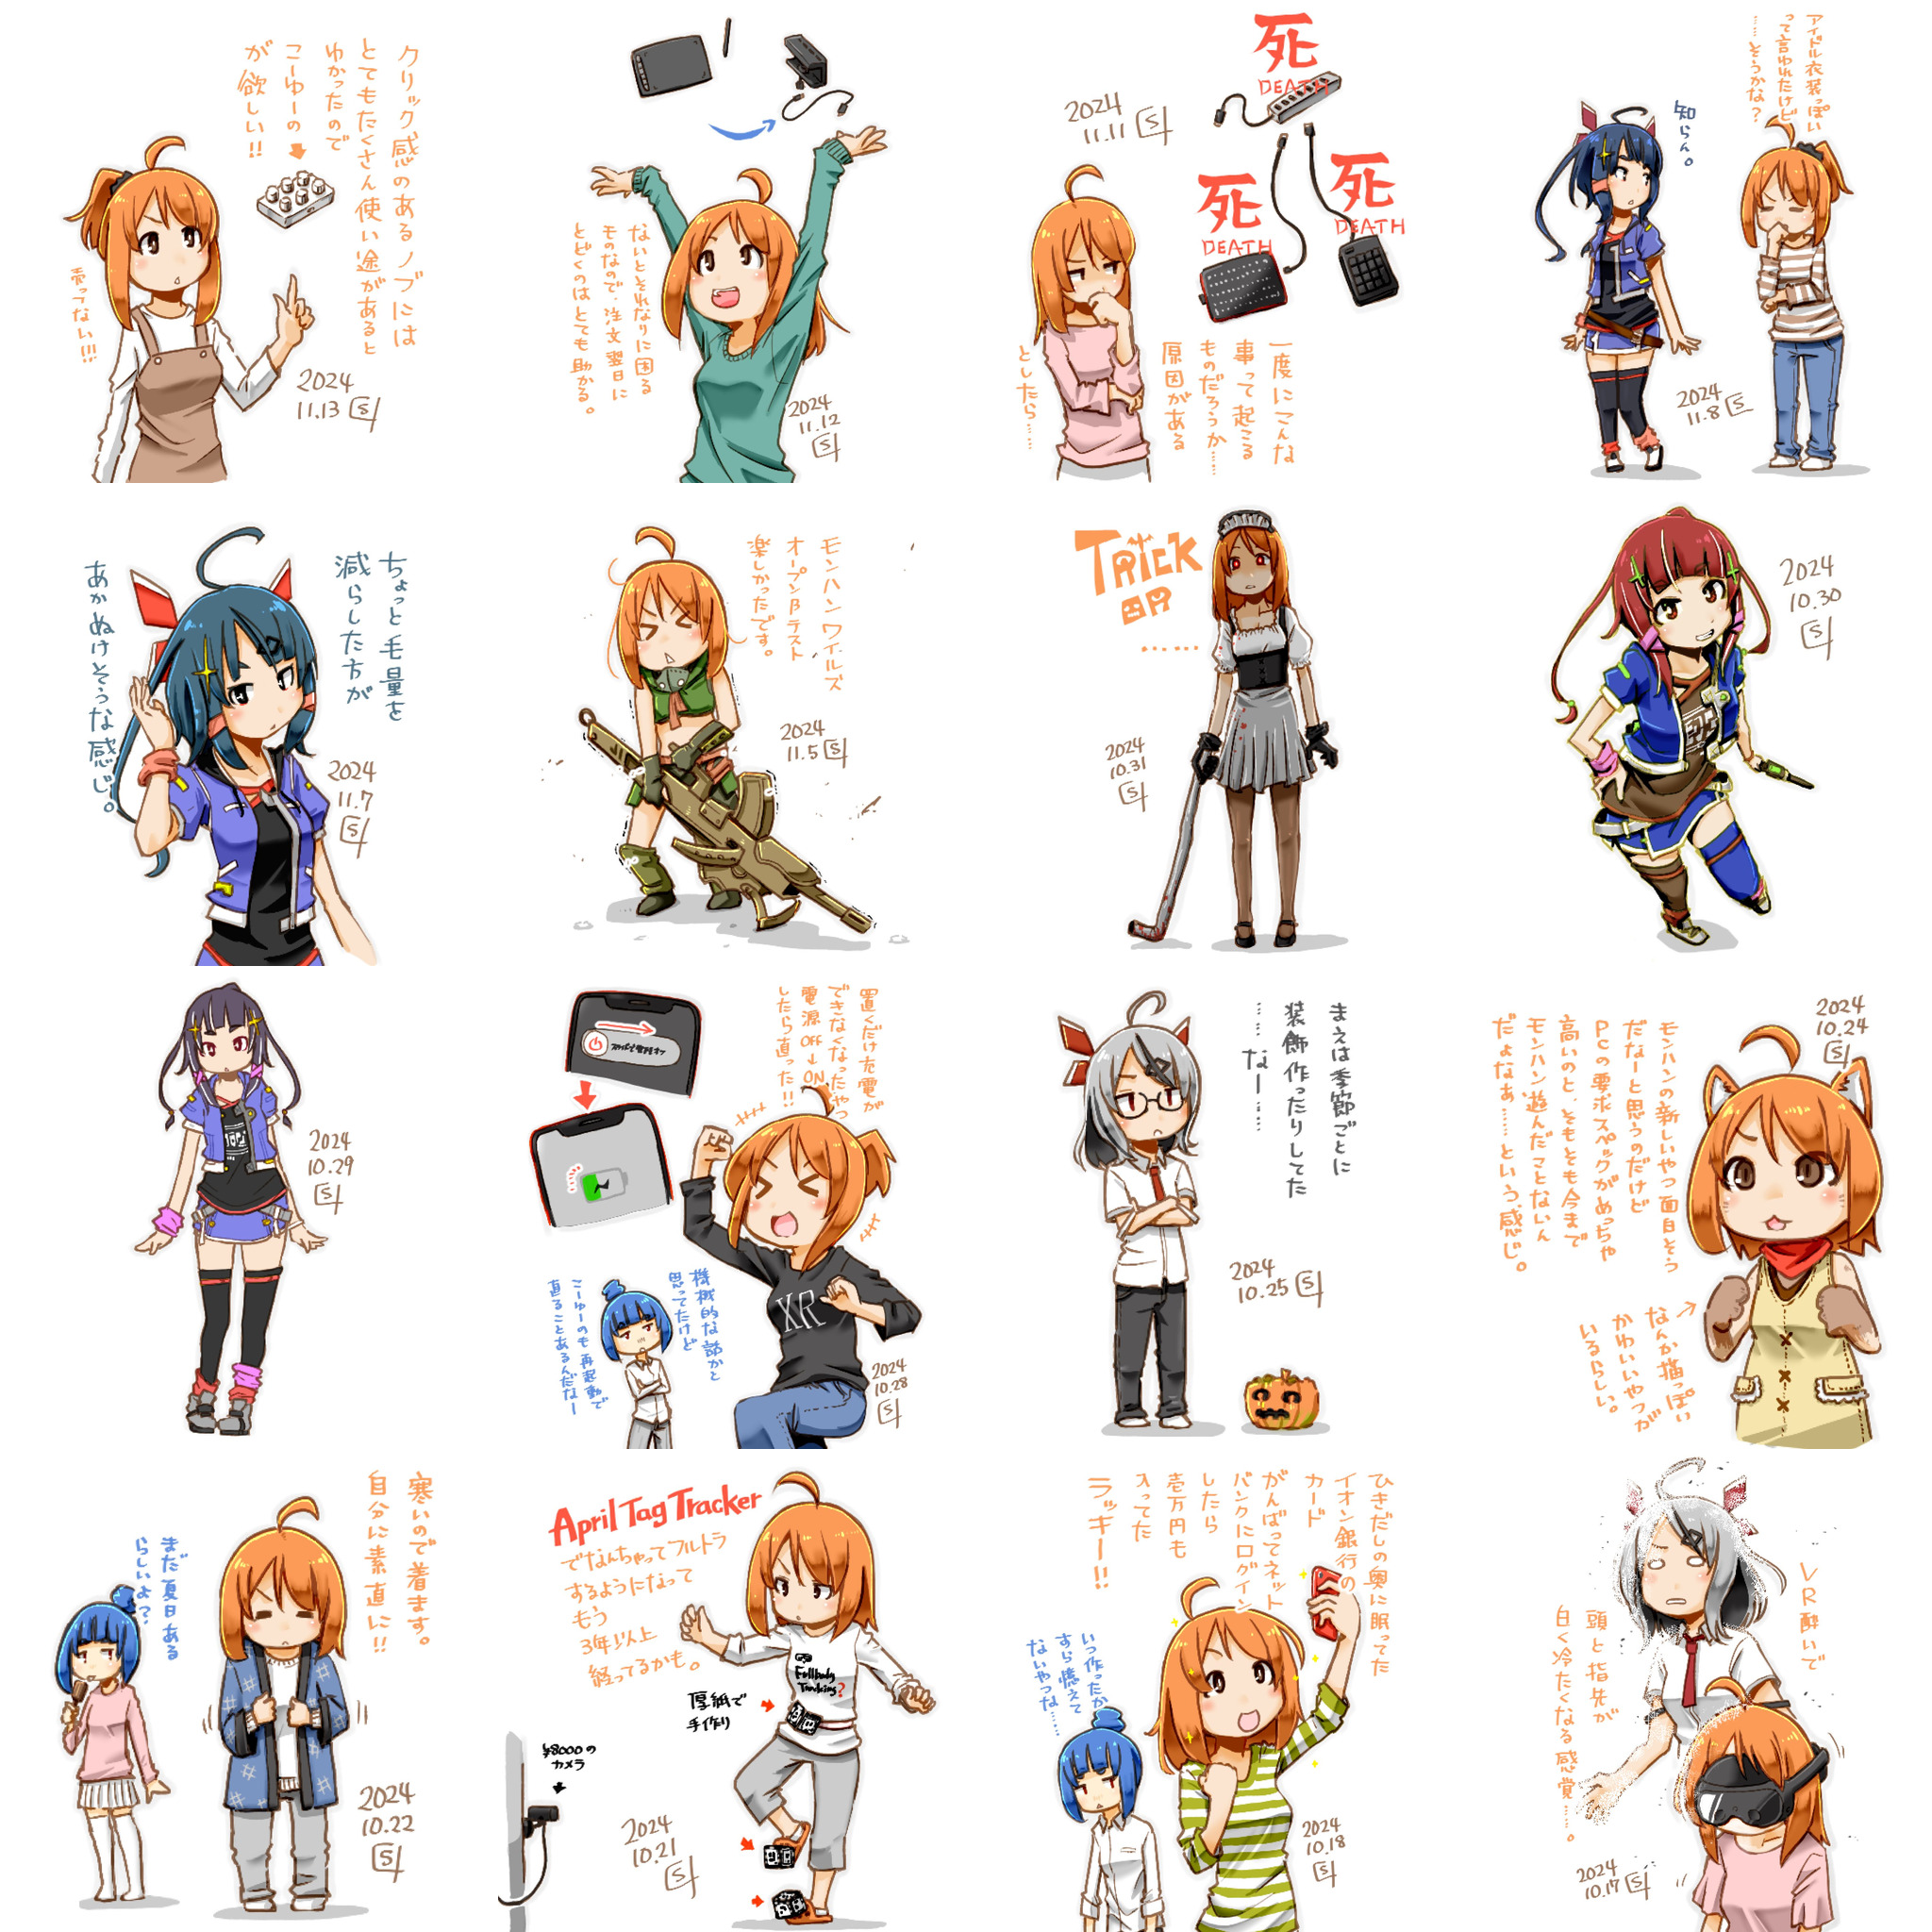 クリック感のあるノブには
とてもたくさん使い途があると
ゆかったので
こーゆーの
が欲しい!!
売ってない!!!
2024
11.13
ないとそれなりに困る
ものなので、注文翌日に
とどくのはとても助かる。
2024
11.12
2024
11.11
死
DEATH
死
DEATH
死
DEATH
一度にこんな
事って起こる
ものだろうか……
原因がある
としたら……
アイドル衣装っぽい
って言われたけど
……そうかな?
知らん。
2024
11.8
ちょっと毛量を
減らした方が
あかぬけそうな感じ。
2024
11.7
モンハンワイルズ
オープンβテスト
楽しかったです。
2024
11.5
TRICK
OR
……
2024
10.31
2024
10.30
2024
10.29
置くだけ充電が
できなくなったやつ
電源OFF→ON
したら直った!!
機械的な話かと
思ってたけど
こーゆーのも再起動で
直ることあるんだなー
XR
2024
10.28
まえは季節ごとに
装飾作ったりしてた
……なー……
2024
10.25
2024
10.24
モンハンの新しいやつ面白そう
だなーと思うのだけど
PCの要求スペックがめっちゃ
高いのと、そもそも今まで
モンハン遊んだことないん
だよなぁ……という感じ。
なんか猫っぽい
かわいいやつが
いるらしい。
寒いので着ます。
自分に素直に!!
まだ夏日ある
らしいよ?
2024
10.22
April Tag Tracker
でなんちゃってフルトラ
するようになって
もう
3年以上
経ってるかも。
Fullbody
Tracking?
厚紙で
手作り
¥8000の
カメラ
2024
10.21
ひきだしの奥に眠ってた
イオン銀行の
カード
がんばってネット
バンクにログイン
したら
壱万円も
入ってた
ラッキー!!
いつ作ったか
すら憶えて
ないやつな……
2024
10.18
VR酔いで
頭と指先が
白く冷たくなる感覚……。
2024
10.17